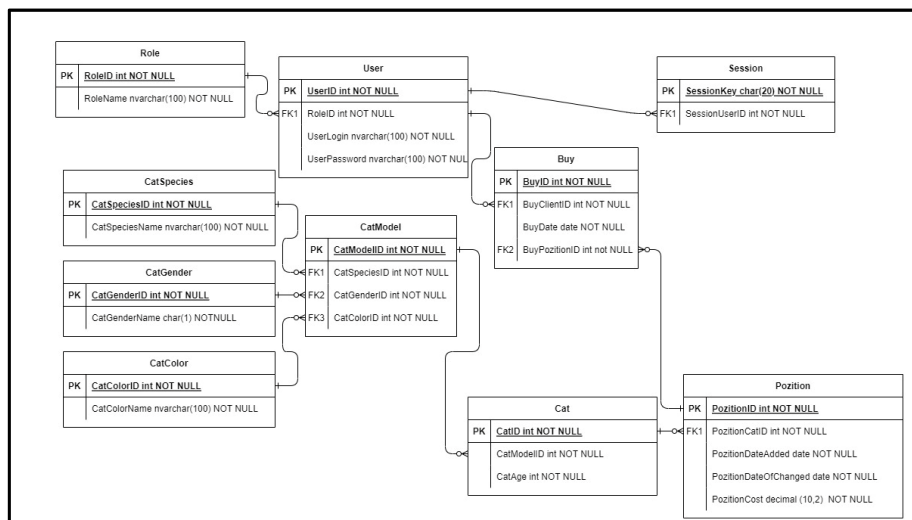 Role
PK RoleID int NOT NULL
RoleName nvarchar(100) NOT NULL
User
PK UserID int NOT NULL
FK1 RoleID int NOT NULL
UserLogin nvarchar(100) NOT NULL
UserPassword nvarchar(100) NOT NUL
Session
PK SessionKey char(20) NOT NULL
FK1 SessionUserID int NOT NULL
Buy
PK BuyID int NOT NULL
FK1 BuyClientID int NOT NULL
BuyDate date NOT NULL
FK2 BuyPozitionID int not NULL
CatSpecies
PK CatSpeciesID int NOT NULL
CatSpeciesName nvarchar(100) NOT NULL
CatModel
PK CatModelID int NOT NULL
FK1 CatSpeciesID int NOT NULL
FK2 CatGenderID int NOT NULL
FK3 CatColorID int NOT NULL
CatGender
PK CatGenderID int NOT NULL
CatGenderName char(1) NOTNULL
CatColor
PK CatColorID int NOT NULL
CatColorName nvarchar(100) NOT NULL
Cat
PK CatID int NOT NULL
CatModelID int NOT NULL
CatAge int NOT NULL
Pozition
PK PozitionID int NOT NULL
FK1 PozitionCatID int NOT NULL
PozitionDateAdded date NOT NULL
PozitionDateOfChanged date NOT NULL
PozitionCost decimal (10,2) NOT NULL